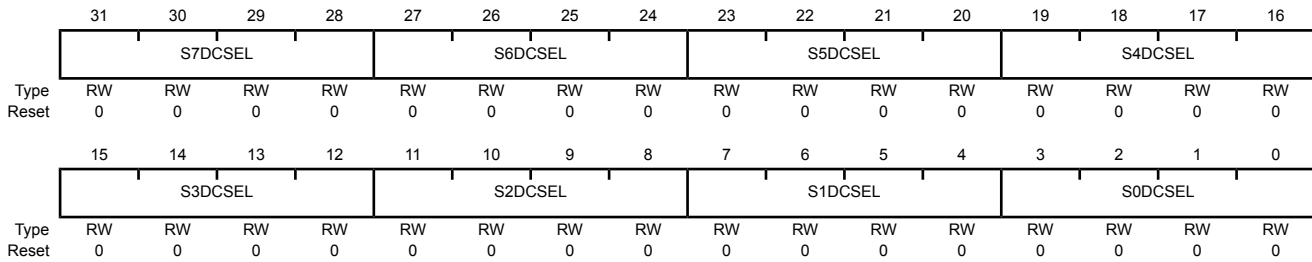 31 30 29 28 27 26 25 24 23 22 21 20 19 18 17 16
S7DCSEL S6DCSEL S5DCSEL S4DCSEL
Type RW RW RW RW RW RW RW RW RW RW RW RW RW RW RW RW
Reset 0 0 0 0 0 0 0 0 0 0 0 0 0 0 0 0
15 14 13 12 11 10 9 8 7 6 5 4 3 2 1 0
S3DCSEL S2DCSEL S1DCSEL S0DCSEL
Type RW RW RW RW RW RW RW RW RW RW RW RW RW RW RW RW
Reset 0 0 0 0 0 0 0 0 0 0 0 0 0 0 0 0